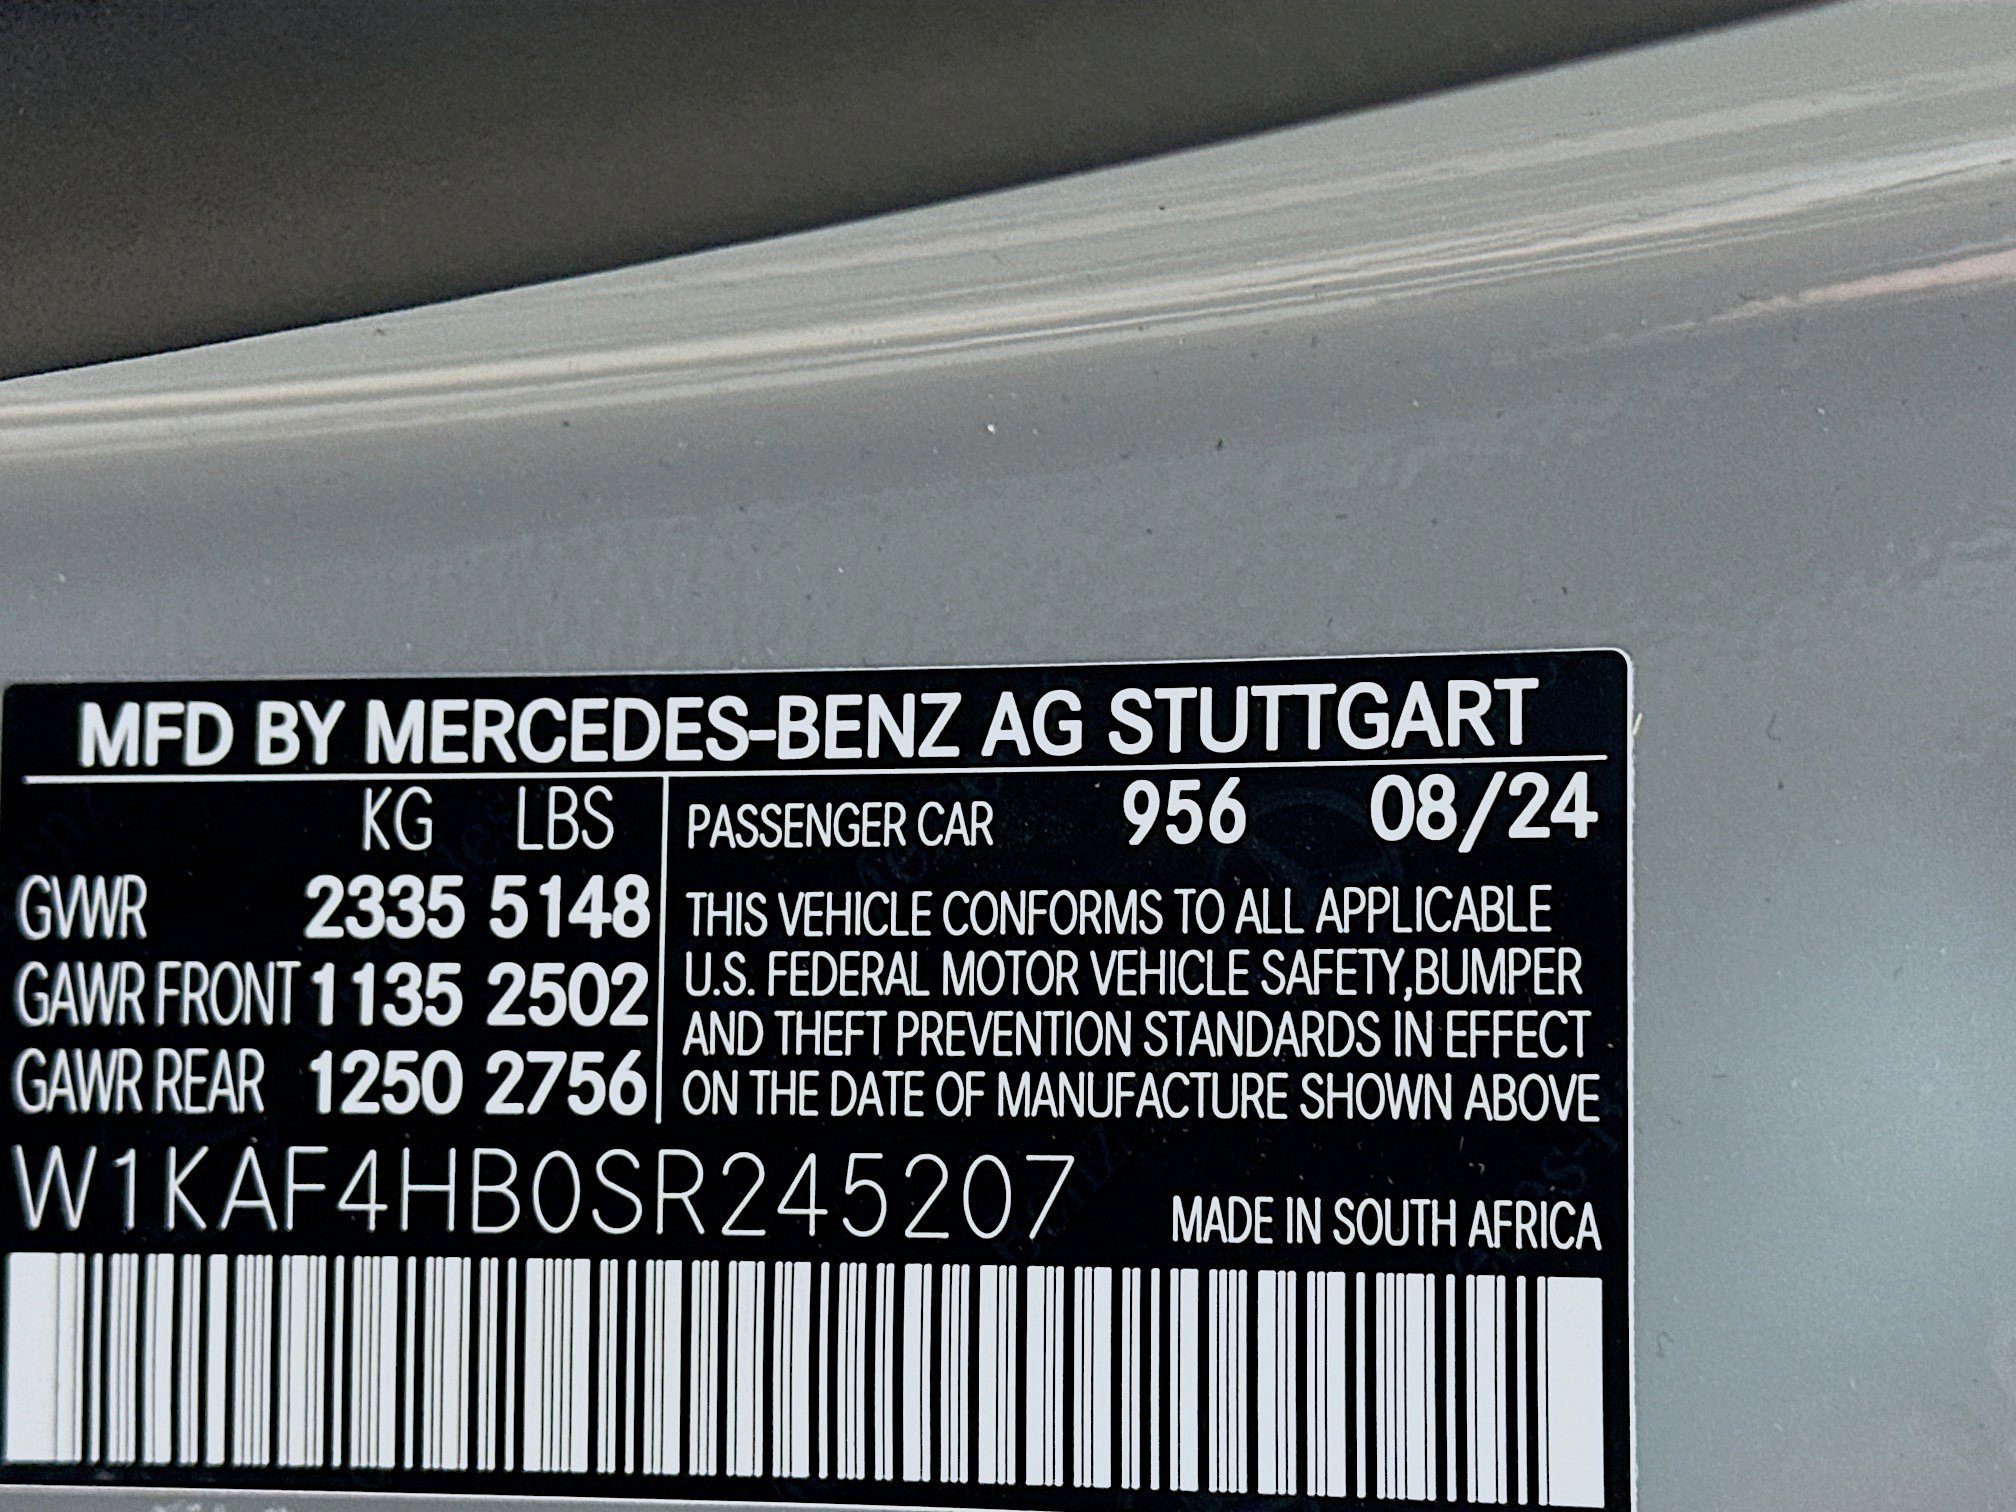 MFD BY MERCEDES-BENZ AG STUTTGART
KG LBS
GVWR 2335 5148
GAWR FRONT 1135 2502
GAWR REAR 1250 2756
PASSENGER CAR 956 08/24
THIS VEHICLE CONFORMS TO ALL APPLICABLE
U.S. FEDERAL MOTOR VEHICLE SAFETY,BUMPER
AND THEFT PREVENTION STANDARDS IN EFFECT
ON THE DATE OF MANUFACTURE SHOWN ABOVE
W1KAF4HB0SR245207
MADE IN SOUTH AFRICA